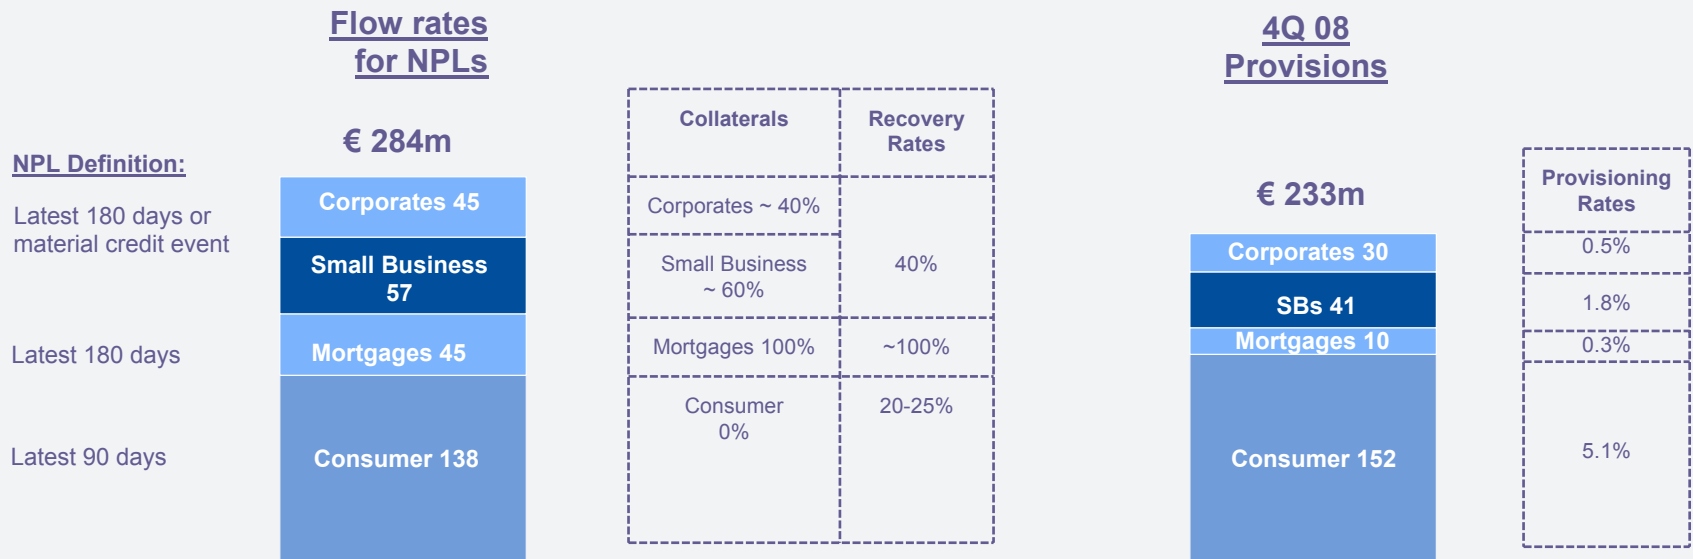 Flow rates
for NPLs
€ 284m
NPL Definition:
Latest 180 days or
material credit event
Latest 180 days
Latest 90 days
Corporates 45
Small Business
57
Mortgages 45
Consumer 138
Collaterals
Recovery
Rates
Corporates ~ 40%
Small Business
~ 60%
40%
Mortgages 100%
~100%
Consumer
0%
20-25%
4Q 08
Provisions
€ 233m
Corporates 30
SBs 41
Mortgages 10
Consumer 152
Provisioning
Rates
0.5%
1.8%
0.3%
5.1%